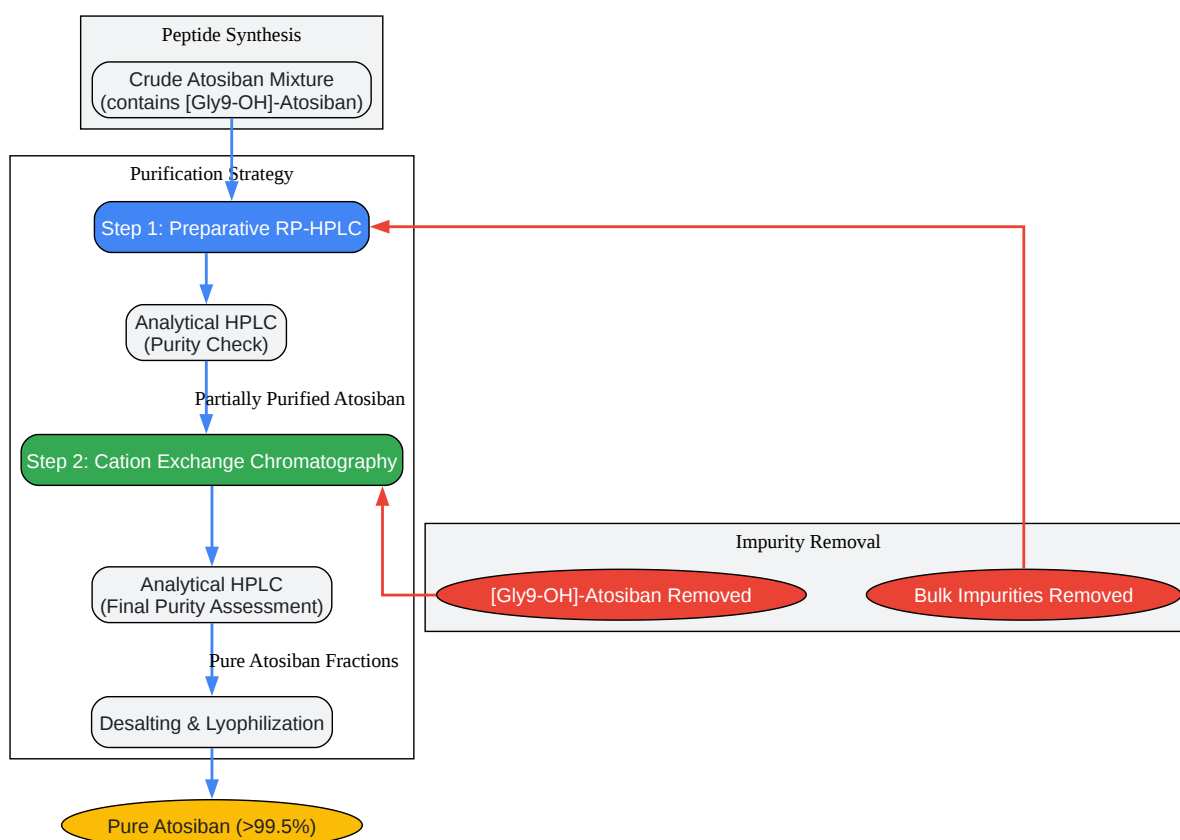 Peptide Synthesis
Crude Atosiban Mixture
(contains [Gly9-OH]-Atosiban)
Purification Strategy
Step 1: Preparative RP-HPLC
Analytical HPLC
(Purity Check)
Partially Purified Atosiban
Step 2: Cation Exchange Chromatography
Impurity Removal
[Gly9-OH]-Atosiban Removed
Bulk Impurities Removed
Analytical HPLC
(Final Purity Assessment)
Pure Atosiban Fractions
Desalting & Lyophilization
Pure Atosiban (>99.5%)